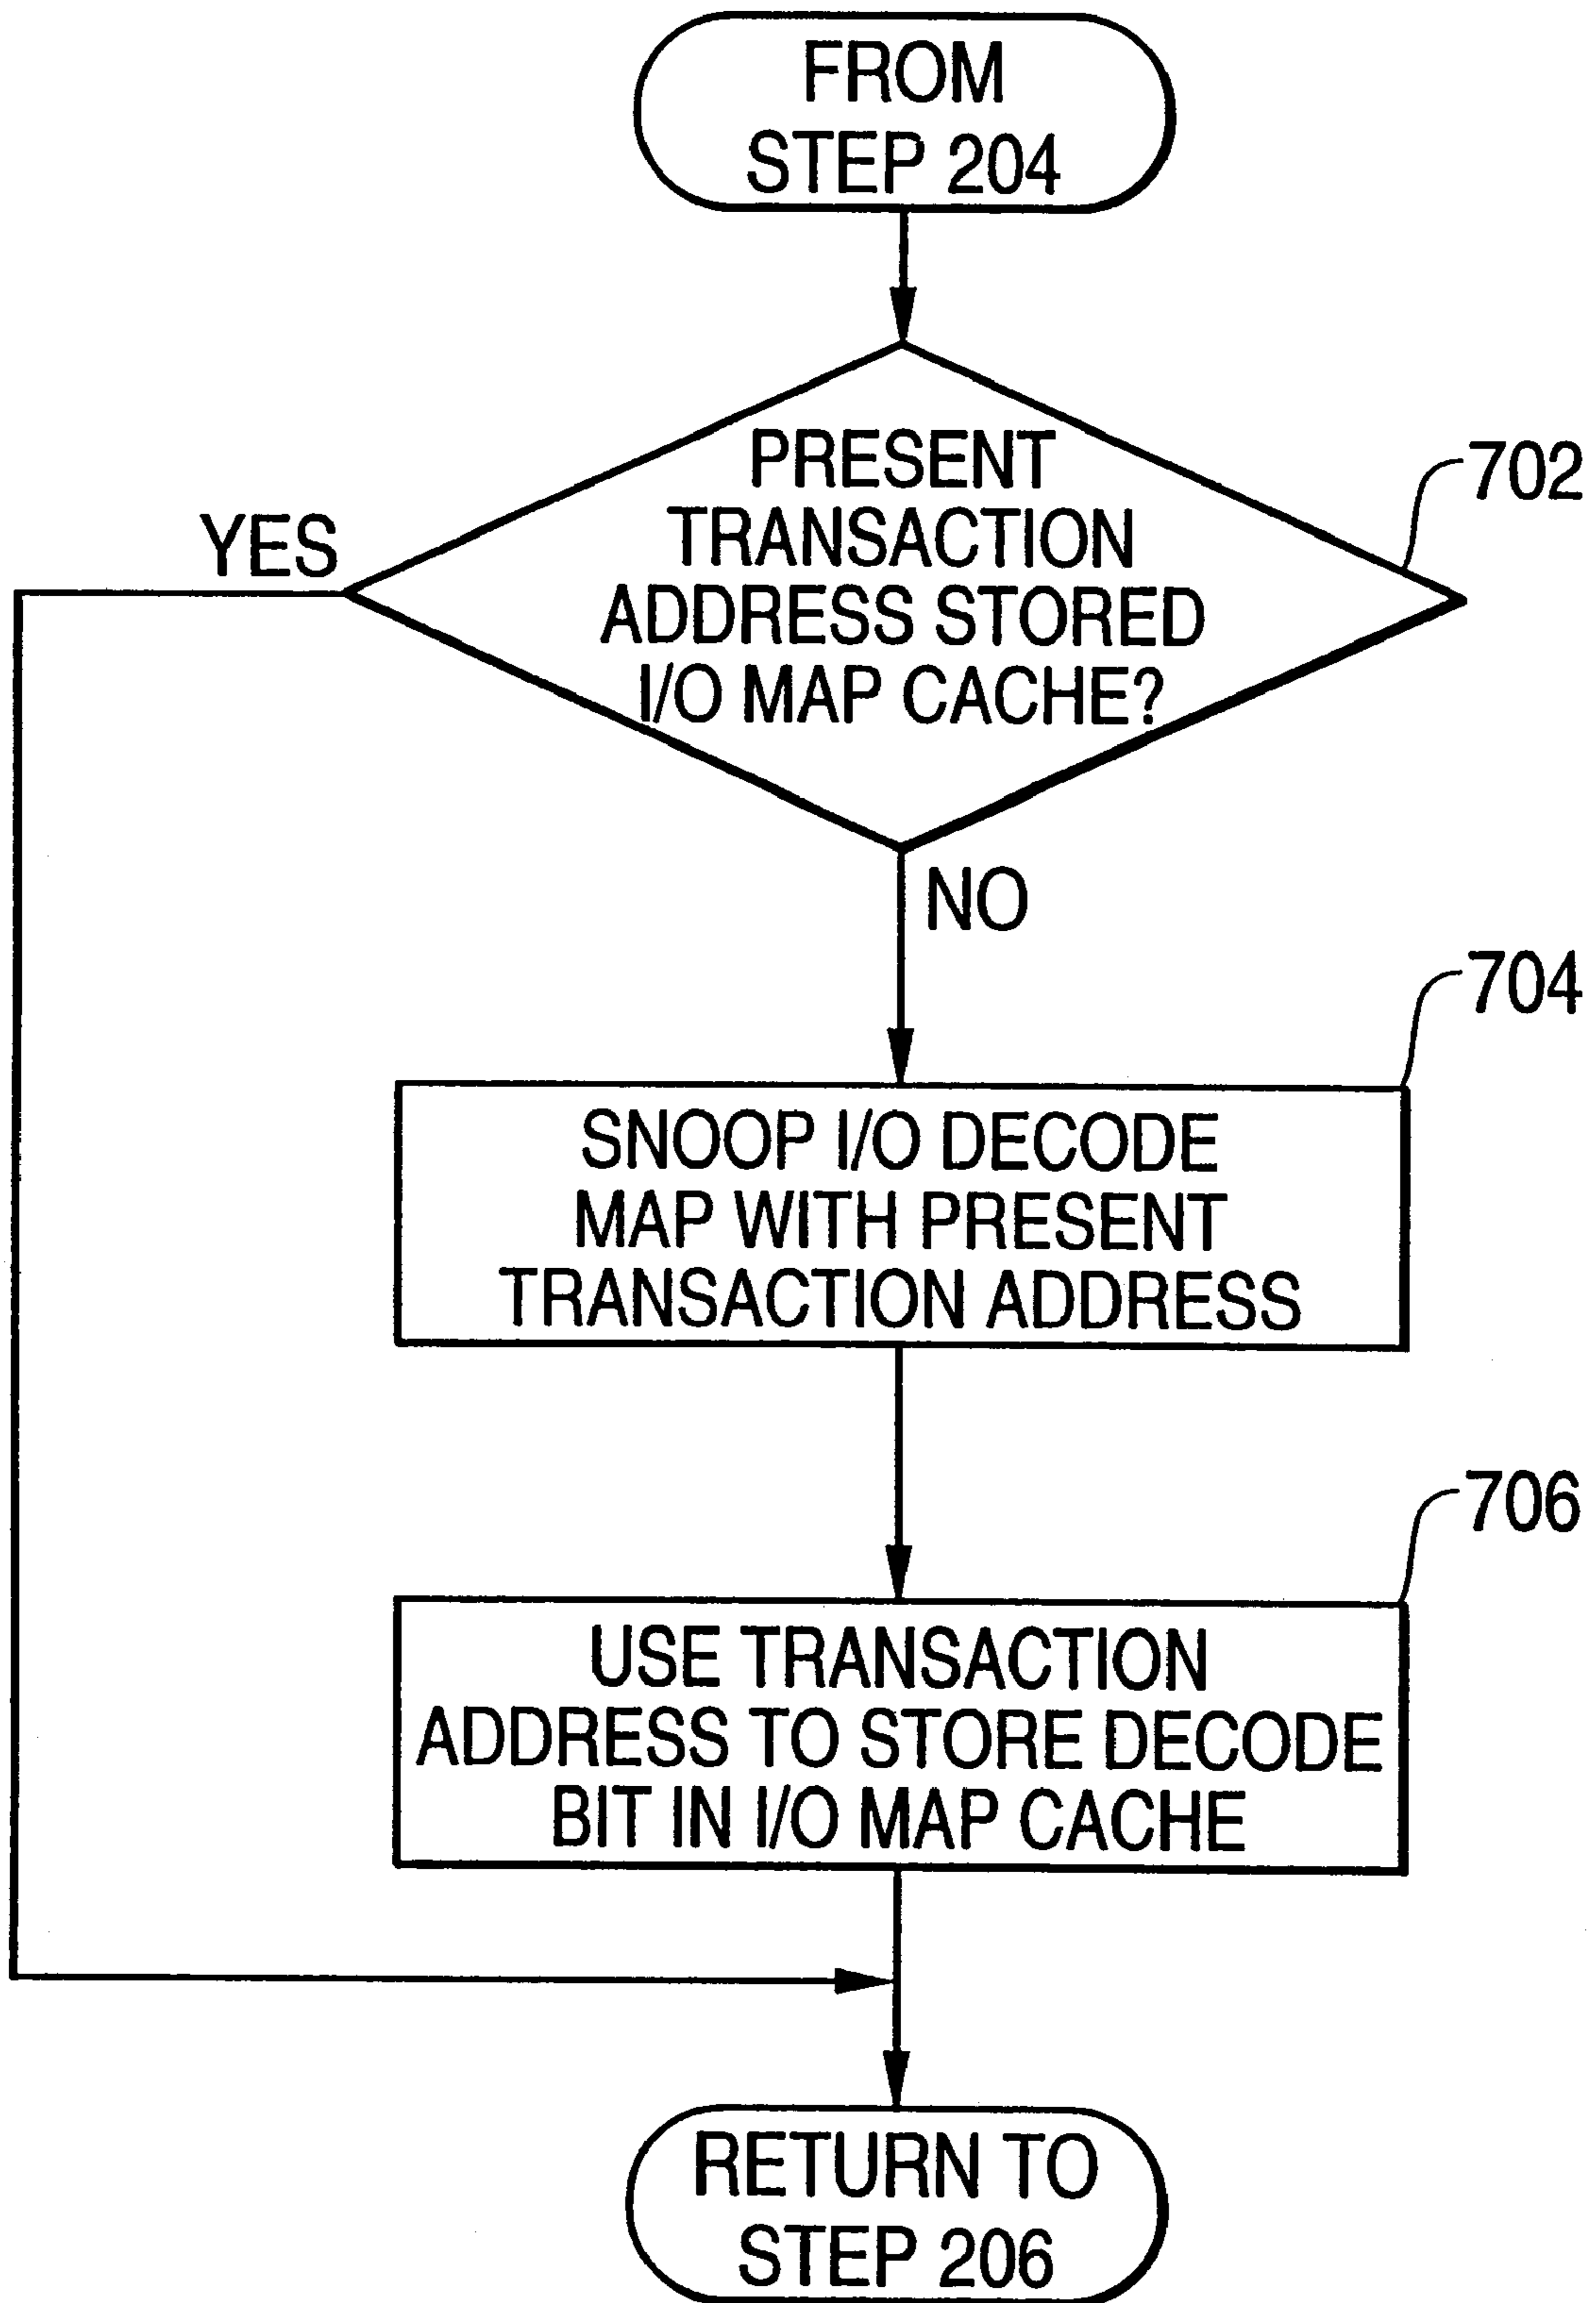 FROM
STEP 204
PRESENT
TRANSACTION
ADDRESS STORED
I/O MAP CACHE?
702
YES
NO
704
SNOOP I/O DECODE
MAP WITH PRESENT
TRANSACTION ADDRESS
706
USE TRANSACTION
ADDRESS TO STORE DECODE
BIT IN I/O MAP CACHE
RETURN TO
STEP 206